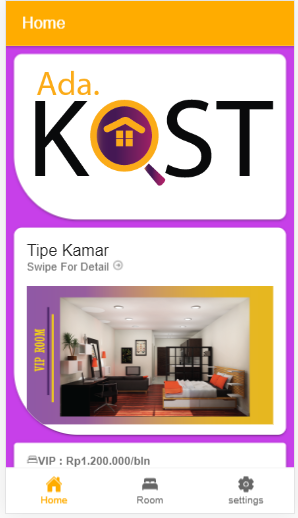 Home
Ada.
KOST
Tipe Kamar
Swipe For Detail
VIP ROOM
VIP : Rp1.200.000/bln
Home
Room
settings